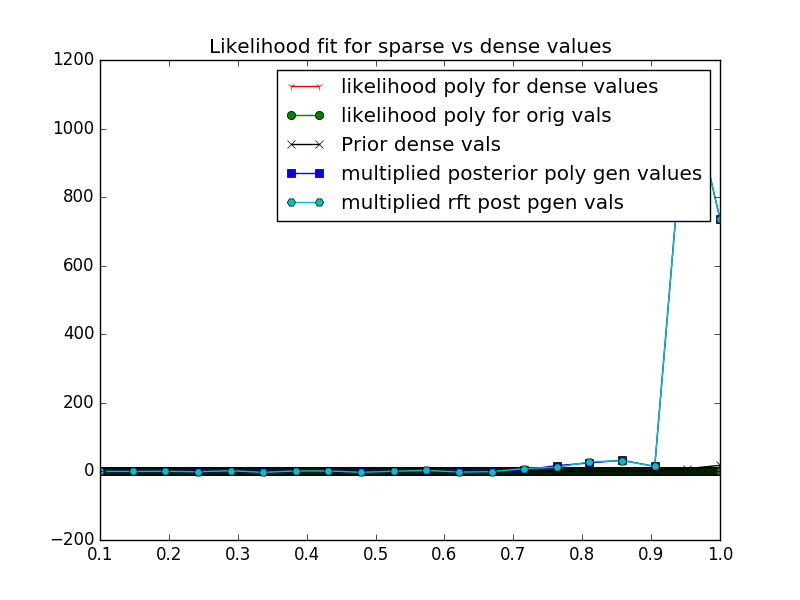 Likelihood fit for sparse vs dense values
1200
1000
800
600
400
200
0
−200
likelihood poly for dense values
likelihood poly for orig vals
Prior dense vals
multiplied posterior poly gen values
multiplied rft post pgen vals
0.1 0.2 0.3 0.4 0.5 0.6 0.7 0.8 0.9 1.0